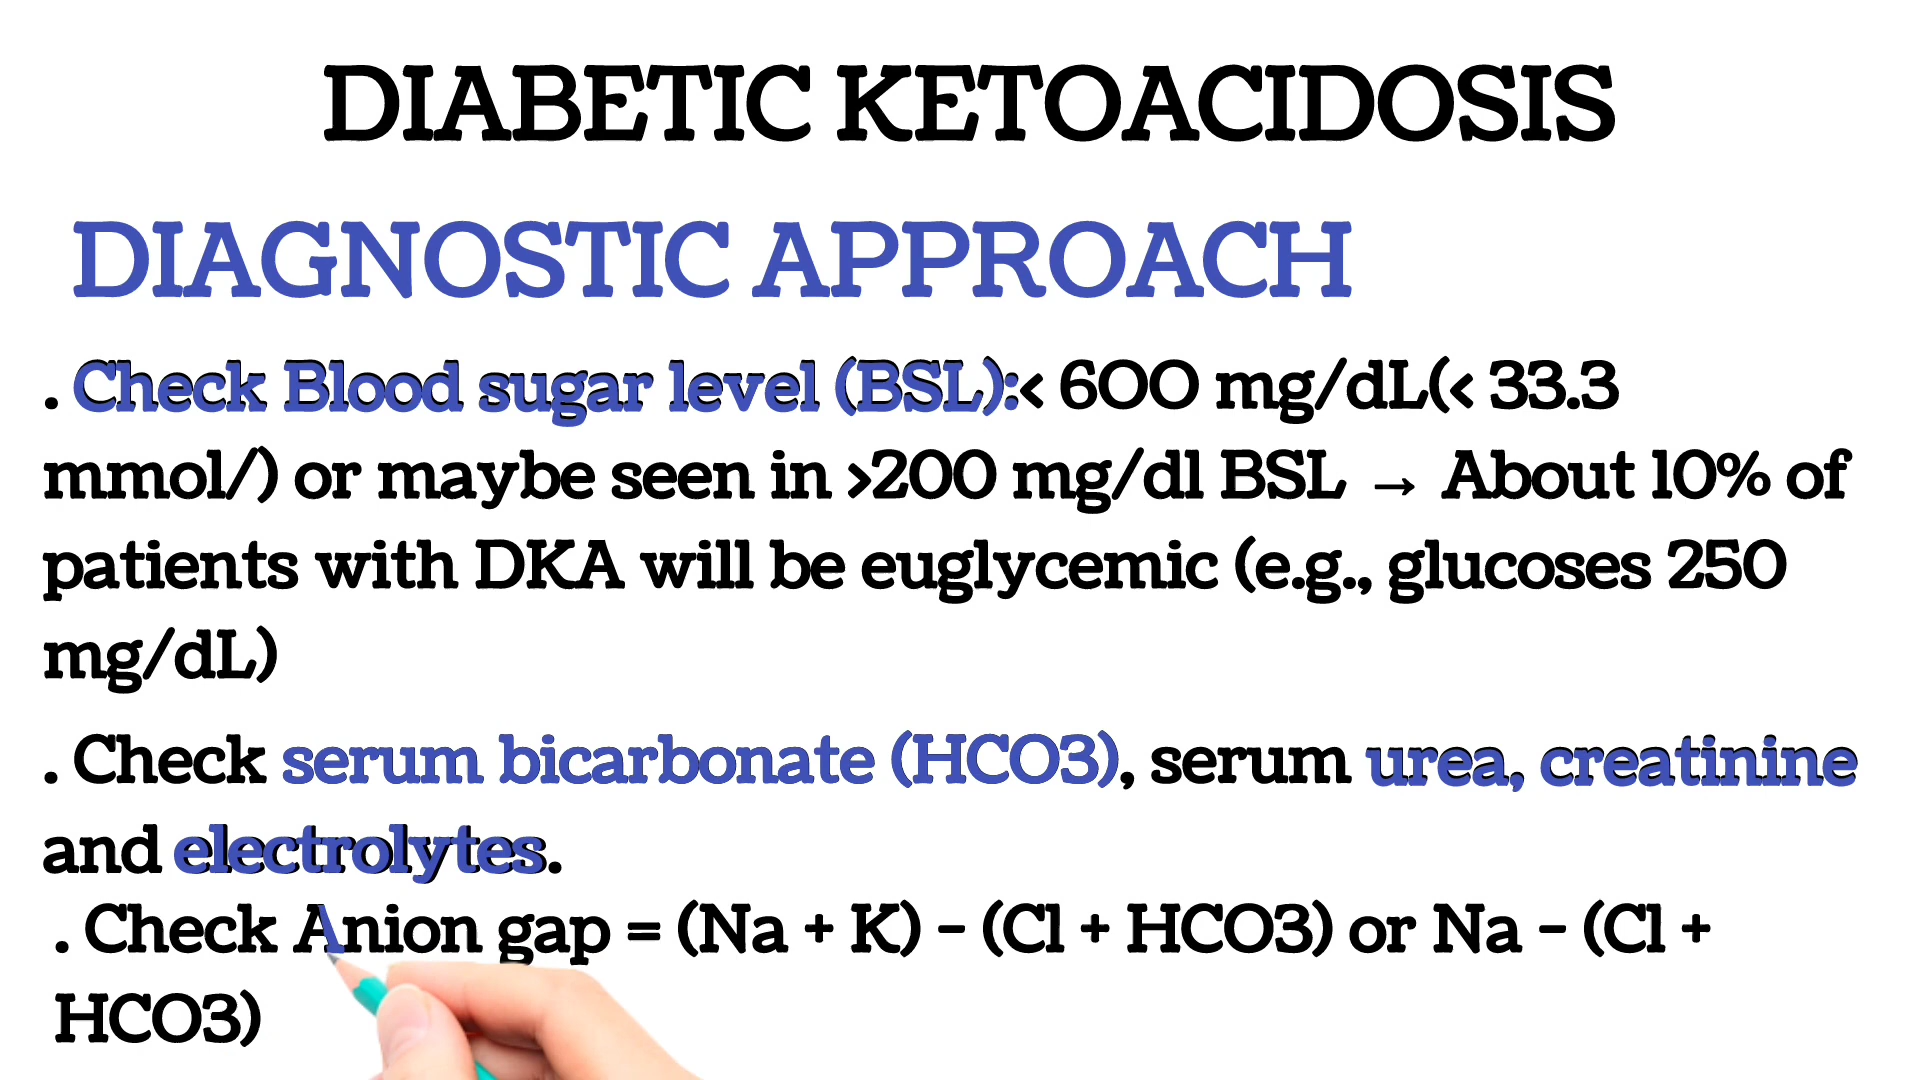 DIABETIC KETOACIDOSIS
DIAGNOSTIC APPROACH
. Check Blood sugar level (BSL):< 600 mg/dL(< 33.3
mmol/) or maybe seen in >200 mg/dl BSL → About 10% of
patients with DKA will be euglycemic (e.g., glucoses 250
mg/dL)
. Check serum bicarbonate (HCO3), serum urea, creatinine
and electrolytes.
. Check Anion gap = (Na + K) – (Cl + HCO3) or Na – (Cl +
HCO3)